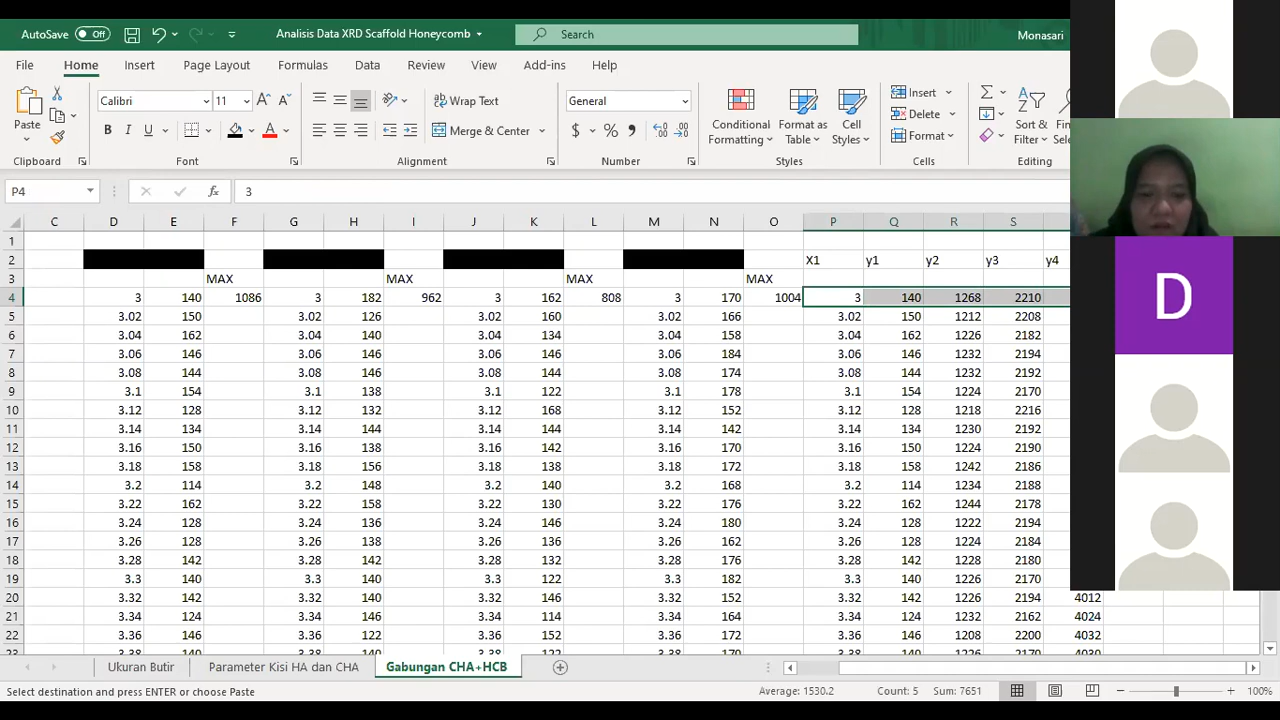 AutoSave Off Analisis Data XRD Scaffold Honeycomb Search Monasari
File Home Insert Page Layout Formulas Data Review View Add-ins Help
Calibri 11 Wrap Text General Insert
Paste Merge & Center $ % Conditional Formatting Format as Table Cell Styles Delete Sort & Filter
Format
Clipboard Font Alignment Number Styles Cells Editing
P4 fx 3
C D E F G H I J K L M N O P Q R S
1
2 X1 y1 y2 y3 y4
3 MAX MAX MAX MAX
4 3 140 1086 3 182 962 3 162 808 3 170 1004 3 140 1268 2210
5 3.02 150 3.02 126 3.02 160 3.02 166 3.02 150 1212 2208
6 3.04 162 3.04 140 3.04 134 3.04 158 3.04 162 1226 2182
7 3.06 146 3.06 146 3.06 146 3.06 184 3.06 146 1232 2194
8 3.08 144 3.08 146 3.08 144 3.08 174 3.08 144 1232 2192
9 3.1 154 3.1 138 3.1 122 3.1 178 3.1 154 1224 2170
10 3.12 128 3.12 132 3.12 168 3.12 152 3.12 128 1218 2216
11 3.14 134 3.14 144 3.14 144 3.14 142 3.14 134 1230 2192
12 3.16 150 3.16 138 3.16 142 3.16 170 3.16 150 1224 2190
13 3.18 158 3.18 156 3.18 138 3.18 172 3.18 158 1242 2186
14 3.2 114 3.2 148 3.2 140 3.2 168 3.2 114 1234 2188
15 3.22 162 3.22 158 3.22 130 3.22 176 3.22 162 1244 2178
16 3.24 128 3.24 136 3.24 146 3.24 180 3.24 128 1222 2194
17 3.26 128 3.26 138 3.26 136 3.26 162 3.26 128 1224 2184
18 3.28 142 3.28 142 3.28 132 3.28 176 3.28 142 1230 2180
19 3.3 140 3.3 140 3.3 122 3.3 182 3.3 140 1226 2170
20 3.32 142 3.32 140 3.32 146 3.32 152 3.32 142 1226 2194 4012
21 3.34 124 3.34 146 3.34 114 3.34 164 3.34 124 1232 2162 4024
22 3.36 146 3.36 122 3.36 152 3.36 172 3.36 146 1208 2200 4032
Ukuran Butir Parameter Kisi HA dan CHA Gabungan CHA+HCB
Select destination and press ENTER or choose Paste Average: 1530.2 Count: 5 Sum: 7651 100%
D